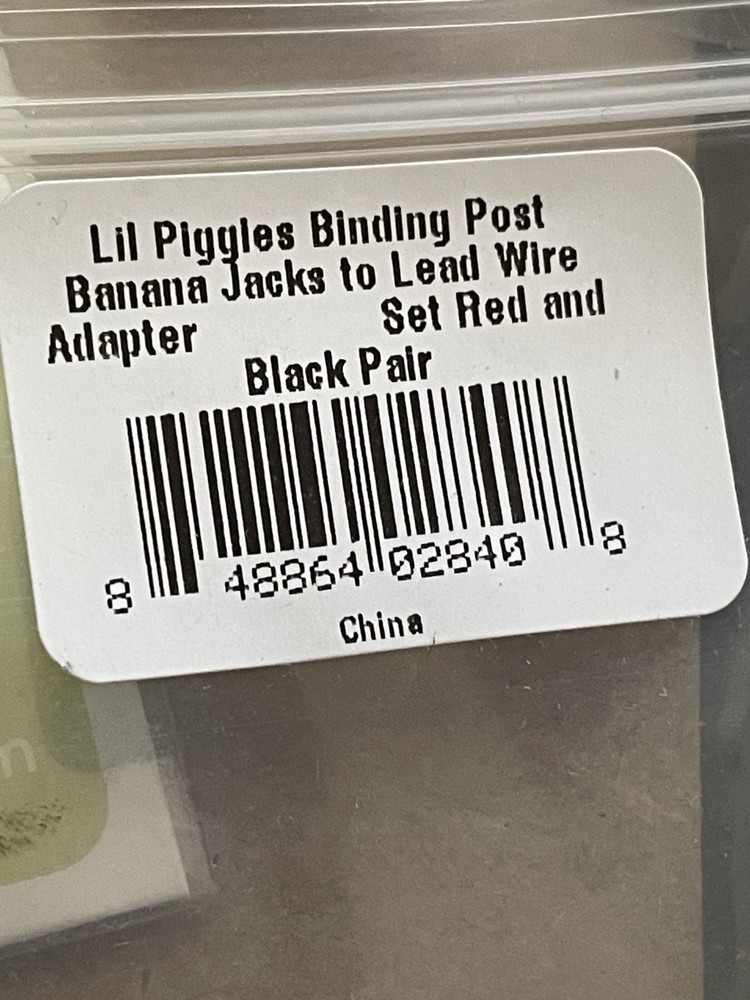 Lil Piggles Binding Post
Banana Jacks to Lead Wire
Adapter Set Red and
Black Pair
8 48864 02840 8
China